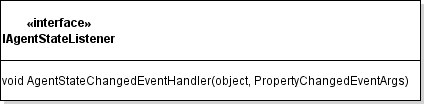 «interface»
IAgentStateListener
void AgentStateChangedEventHandler(object, PropertyChangedEventArgs)